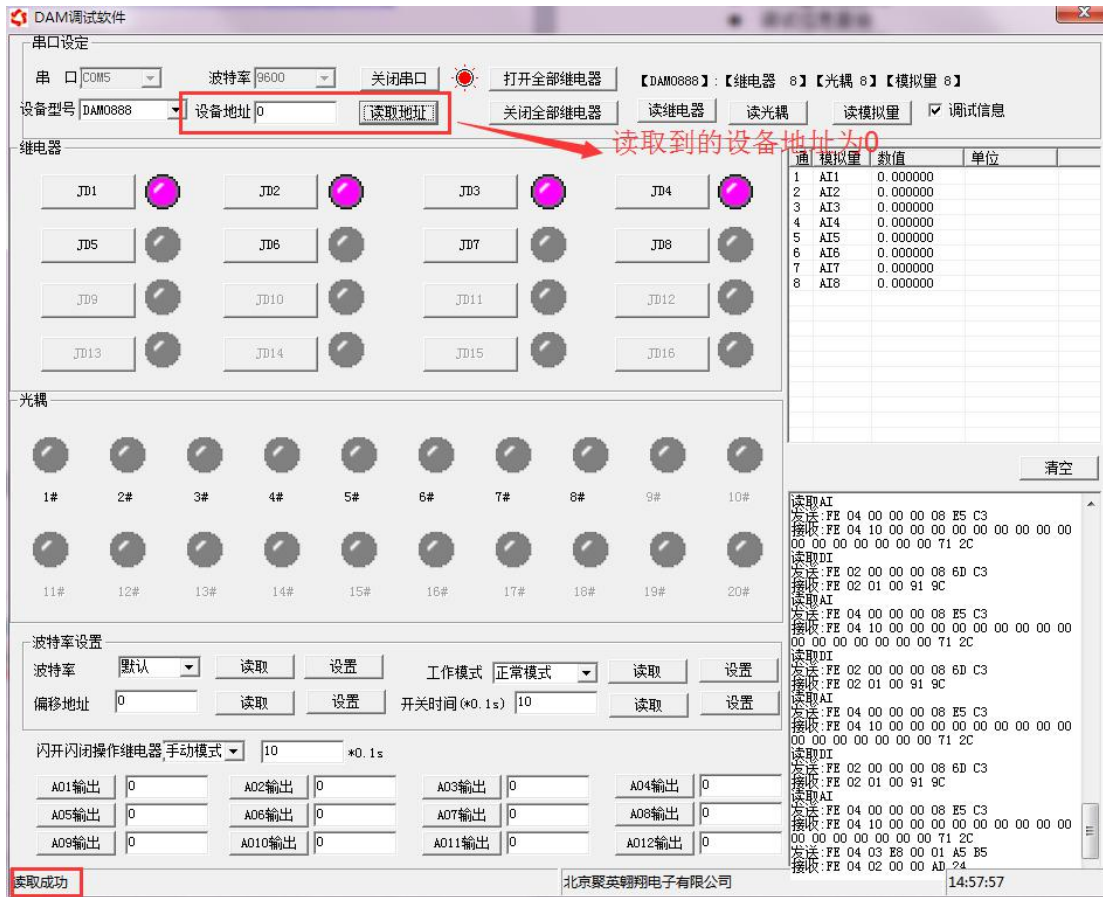 DAM调试软件
串口设定
串 口 COM5 波特率 9600 关闭串口 打开全部继电器 【DAM0888】:【继电器 8】【光耦 8】【模拟量 8】
设备型号 DAM0888 设备地址 0 读取地址 关闭全部继电器 读继电器 读光耦 读模拟量 调试信息
读取到的设备地址为0
继电器
JD1 JD2 JD3 JD4
JD5 JD6 JD7 JD8
JD9 JD10 JD11 JD12
JD13 JD14 JD15 JD16
通 模拟量 数值 单位
1 AI1 0.000000
2 AI2 0.000000
3 AI3 0.000000
4 AI4 0.000000
5 AI5 0.000000
6 AI6 0.000000
7 AI7 0.000000
8 AI8 0.000000
光耦
1# 2# 3# 4# 5# 6# 7# 8# 9# 10#
11# 12# 13# 14# 15# 16# 17# 18# 19# 20#
清空
读取AI
发送:FE 04 00 00 00 08 E5 C3
接收:FE 04 10 00 00 00 00 00 00 00 00 00
00 00 00 00 00 00 00 71 2C
读取DI
发送:FE 02 00 00 00 08 6D C3
接收:FE 02 01 00 91 9C
读取AI
发送:FE 04 00 00 00 08 E5 C3
接收:FE 04 10 00 00 00 00 00 00 00 00 00
00 00 00 00 00 00 00 71 2C
读取DI
发送:FE 02 00 00 00 08 6D C3
接收:FE 02 01 00 91 9C
读取AI
发送:FE 04 00 00 00 08 E5 C3
接收:FE 04 10 00 00 00 00 00 00 00 00 00
00 00 00 00 00 00 00 71 2C
读取DI
发送:FE 02 00 00 00 08 6D C3
接收:FE 02 01 00 91 9C
读取AI
发送:FE 04 00 00 00 08 E5 C3
接收:FE 04 10 00 00 00 00 00 00 00 00 00
00 00 00 00 00 00 00 71 2C
发送:FE 04 03 E8 00 01 A5 B5
接收:FE 04 02 00 00 AD 24
波特率设置
波特率 默认 读取 设置 工作模式 正常模式 读取 设置
偏移地址 0 读取 设置 开关时间(*0.1s) 10 读取 设置
闪开闪闭操作继电器 手动模式 10 *0.1s
AO1输出 0 AO2输出 0 AO3输出 0 AO4输出 0
AO5输出 0 AO6输出 0 AO7输出 0 AO8输出 0
AO9输出 0 AO10输出 0 AO11输出 0 AO12输出 0
读取成功 北京聚英翱翔电子有限公司 14:57:57